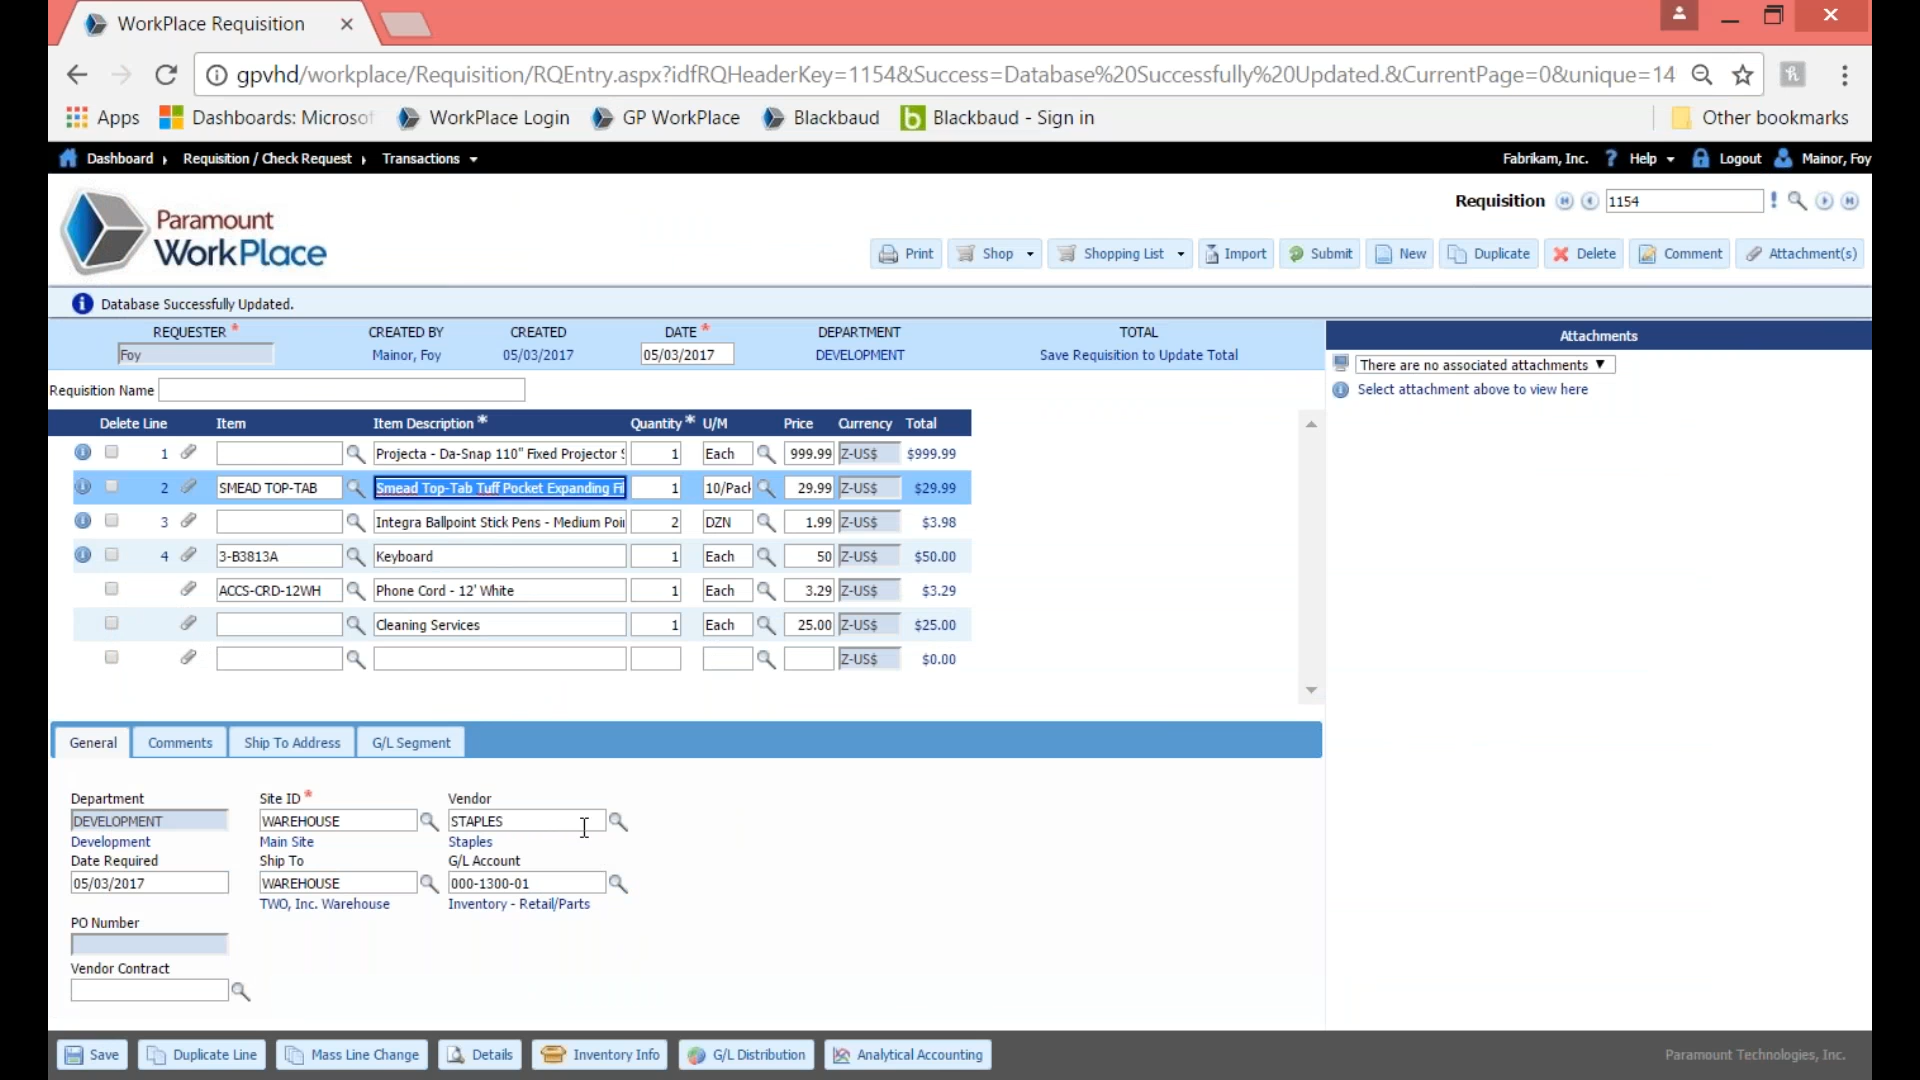 WorkPlace Requisition
gpvhd/workplace/Requisition/RQEntry.aspx?idfRQHeaderKey=1154&Success=Database%20Successfully%20Updated.&CurrentPage=0&unique=14
Apps Dashboards: Microsof WorkPlace Login GP WorkPlace Blackbaud Blackbaud - Sign in Other bookmarks
Dashboard Requisition / Check Request Transactions Fabrikam, Inc. ? Help Logout Mainor, Foy
Paramount
WorkPlace
Requisition 1154
Print Shop Shopping List Import Submit New Duplicate Delete Comment Attachment(s)
Database Successfully Updated.
REQUESTER * CREATED BY CREATED DATE * DEPARTMENT TOTAL
Foy Mainor, Foy 05/03/2017 05/03/2017 DEVELOPMENT Save Requisition to Update Total
Attachments
There are no associated attachments
Select attachment above to view here
Requisition Name
Delete Line Item Item Description * Quantity * U/M Price Currency Total
1 Projecta - Da-Snap 110" Fixed Projector S 1 Each 999.99 Z-US$ $999.99
2 SMEAD TOP-TAB Smead Top-Tab Tuff Pocket Expanding Fi 1 10/Pack 29.99 Z-US$ $29.99
3 Integra Ballpoint Stick Pens - Medium Poi 2 DZN 1.99 Z-US$ $3.98
4 3-B3813A Keyboard 1 Each 50 Z-US$ $50.00
ACCS-CRD-12WH Phone Cord - 12' White 1 Each 3.29 Z-US$ $3.29
Cleaning Services 1 Each 25.00 Z-US$ $25.00
Z-US$ $0.00
General Comments Ship To Address G/L Segment
Department Site ID * Vendor
DEVELOPMENT WAREHOUSE STAPLES
Development Main Site Staples
Date Required Ship To G/L Account
05/03/2017 WAREHOUSE 000-1300-01
TWO, Inc. Warehouse Inventory - Retail/Parts
PO Number
Vendor Contract
Save Duplicate Line Mass Line Change Details Inventory Info G/L Distribution Analytical Accounting Paramount Technologies, Inc.